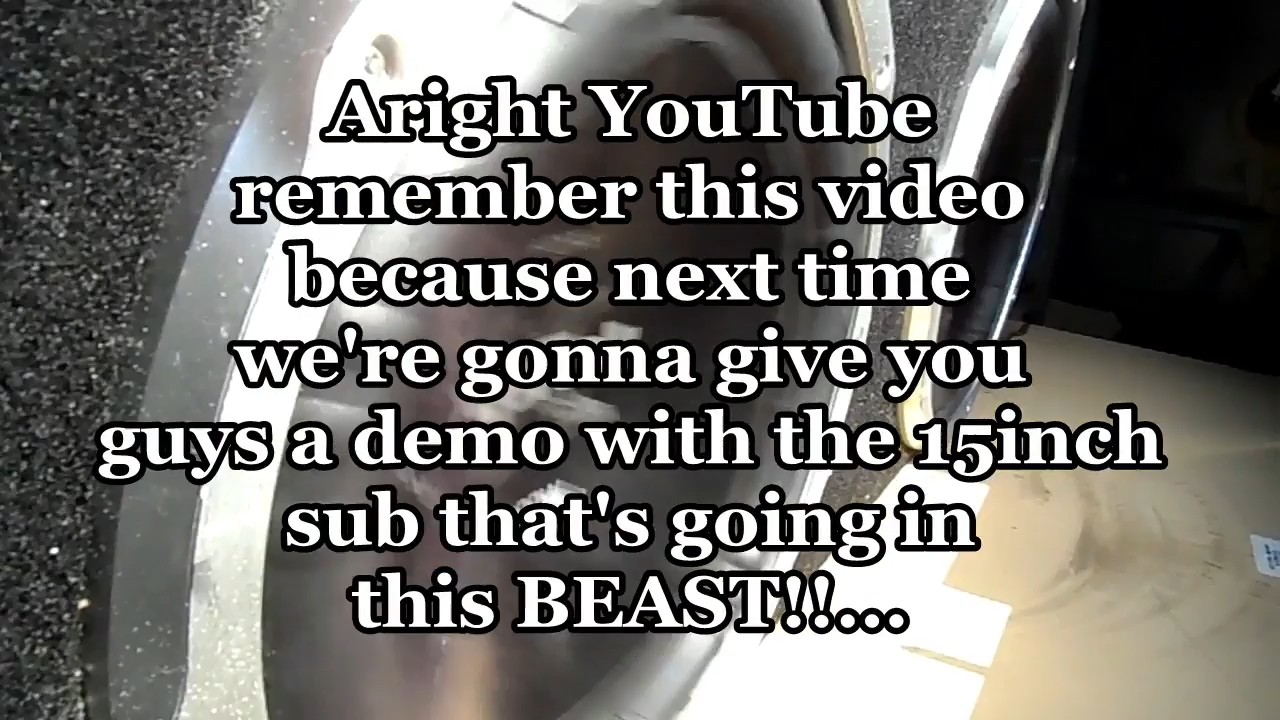 Aright YouTube
remember this video
because next time
we're gonna give you
guys a demo with the 15inch
sub that's going in
this BEAST!!...